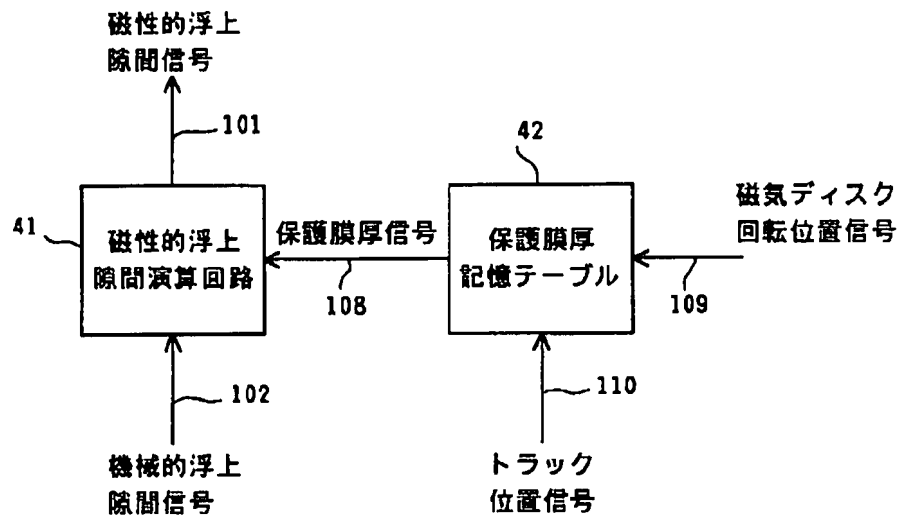 磁性的浮上
隙間信号
101
42
41
磁性的浮上
隙間演算回路
保護膜厚信号
108
保護膜厚
記憶テーブル
磁気ディスク
回転位置信号
109
102
110
機械的浮上
隙間信号
トラック
位置信号